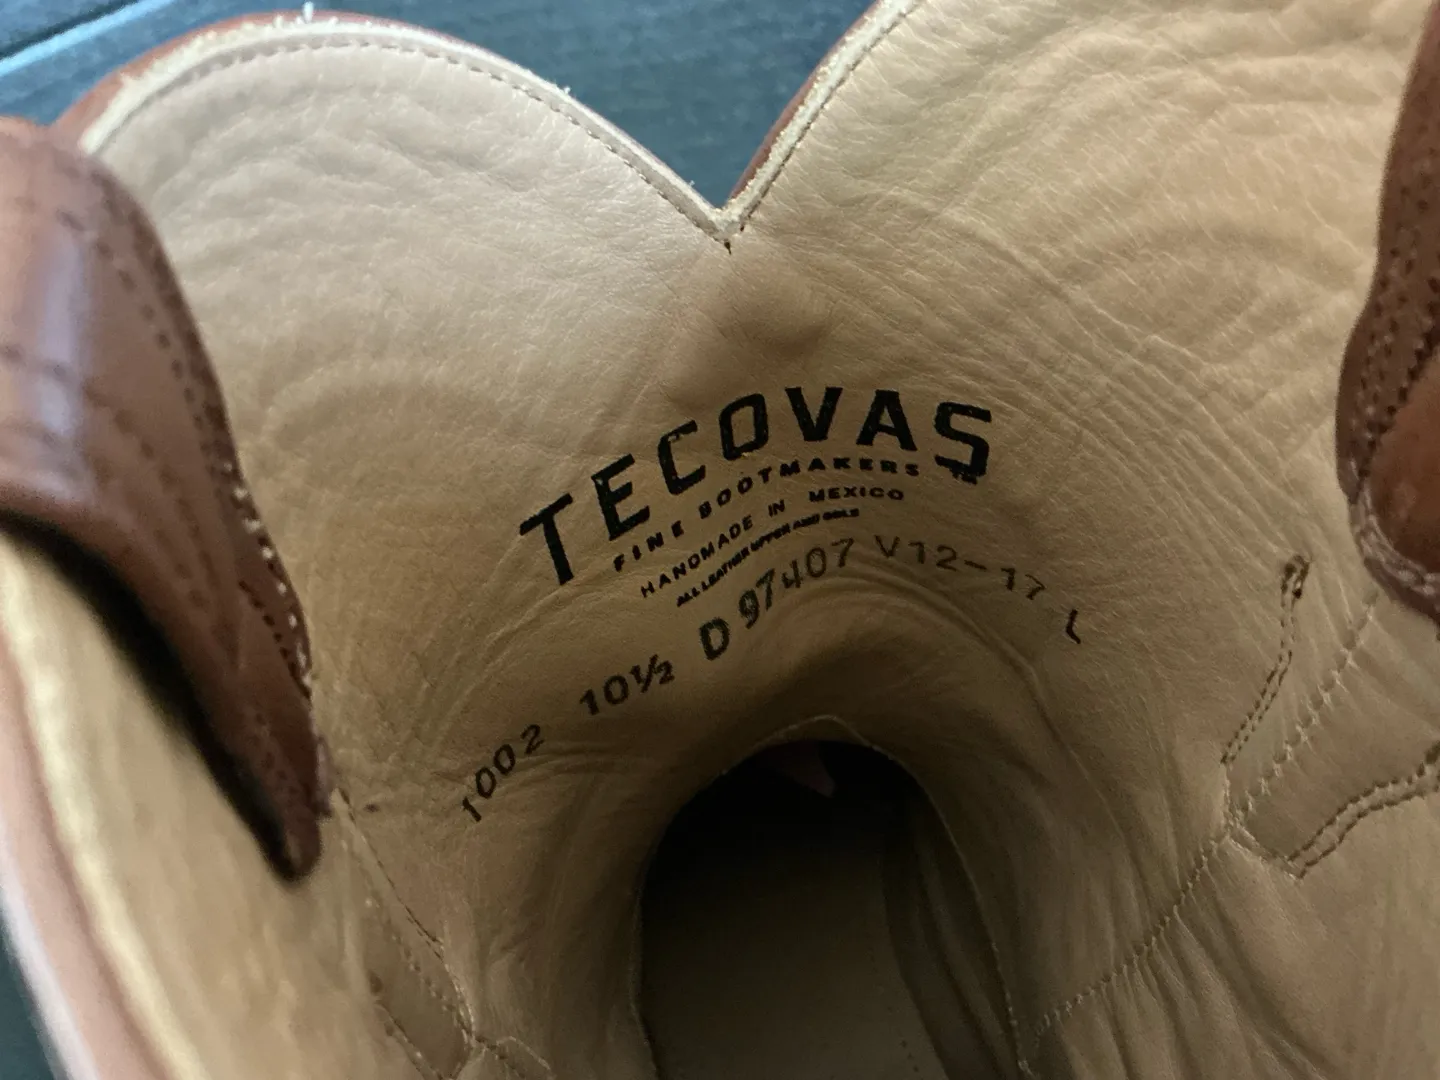 TECOVAS
TM
FINE BOOTMAKERS
HANDMADE IN MEXICO
ALL LEATHER UPPER AND SOLE
1002 10½ D 97407 V12-17 L